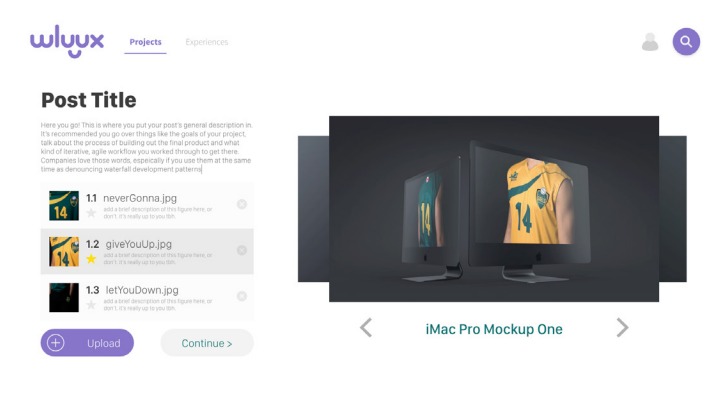 wlyyx
Projects
Experiences
Post Title
Here you go! This is where you put your post's general description in.
It's recommended you go over things like the goals of your project,
talk about the process of building out the final product and what
kind of iterative, agile workflow you worked through to get there.
Companies love those words, espeically if you use them at the same
time as denouncing waterfall development patterns
1.1 neverGonna.jpg
add a brief description of this figure here, or
don't. it's really up to you tbh.
1.2 giveYouUp.jpg
add a brief description of this figure here, or
don't. it's really up to you tbh.
1.3 letYouDown.jpg
add a brief description of this figure here, or
don't. it's really up to you tbh.
Upload
Continue >
14
14
14
iMac Pro Mockup One